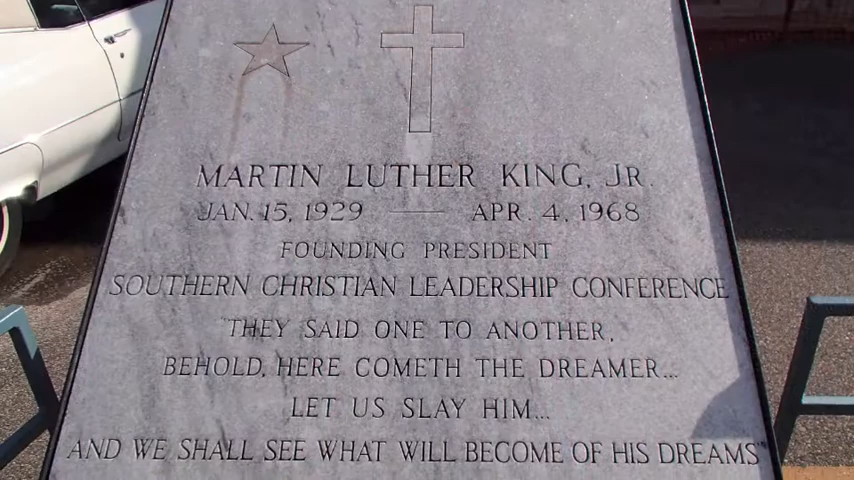 MARTIN LUTHER KING, JR.
JAN. 15, 1929 — APR. 4, 1968
FOUNDING PRESIDENT
SOUTHERN CHRISTIAN LEADERSHIP CONFERENCE
"THEY SAID ONE TO ANOTHER,
BEHOLD, HERE COMETH THE DREAMER...
LET US SLAY HIM...
AND WE SHALL SEE WHAT WILL BECOME OF HIS DREAMS"